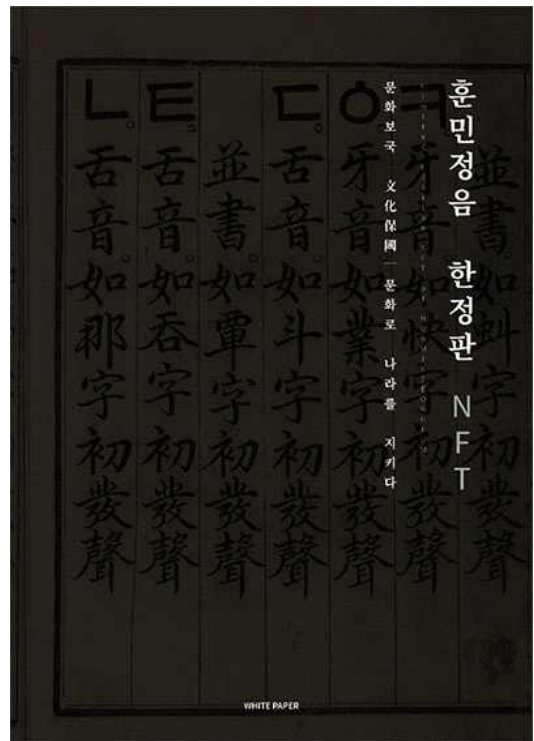 훈민정음 한정판 NFT
문화보국 文化保國 | 문화로 나라를 지키다
並書如虯字初發聲
ㅋ。牙音。如快字初發聲
ㆁ。牙音。如業字初發聲
ㄷ。舌音。如斗字初發聲
並書。如覃字初發聲
ㅌ。舌音。如呑字初發聲
ㄴ。舌音。如那字初發聲
WHITE PAPER